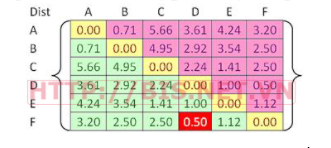 Dist A B C D E F
A 0.00 0.71 5.66 3.61 4.24 3.20
B 0.71 0.00 4.95 2.92 3.54 2.50
C 5.66 4.95 0.00 2.24 1.41 2.50
D 3.61 2.92 2.24 0.00 1.00 0.50
E 4.24 3.54 1.41 1.00 0.00 1.12
F 3.20 2.50 2.50 0.50 1.12 0.00